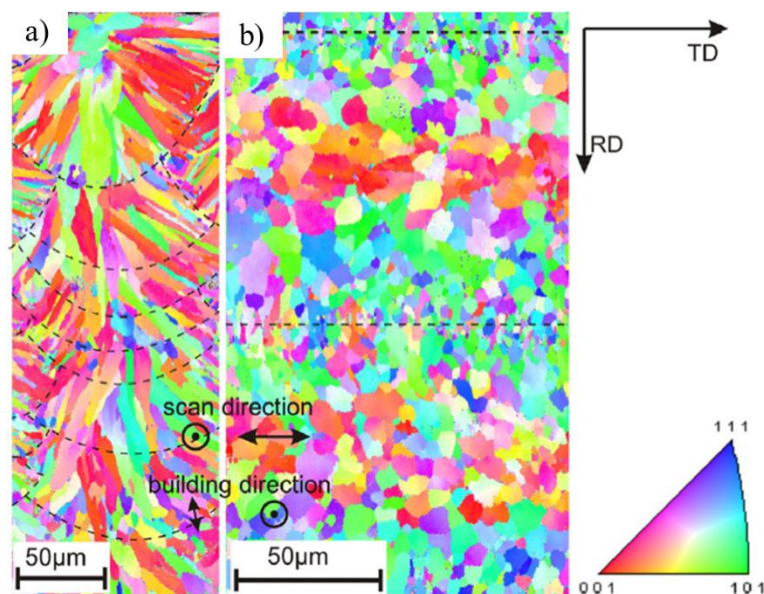 a)
b)
TD
RD
scan direction
building direction
50µm
50µm
111
001
101